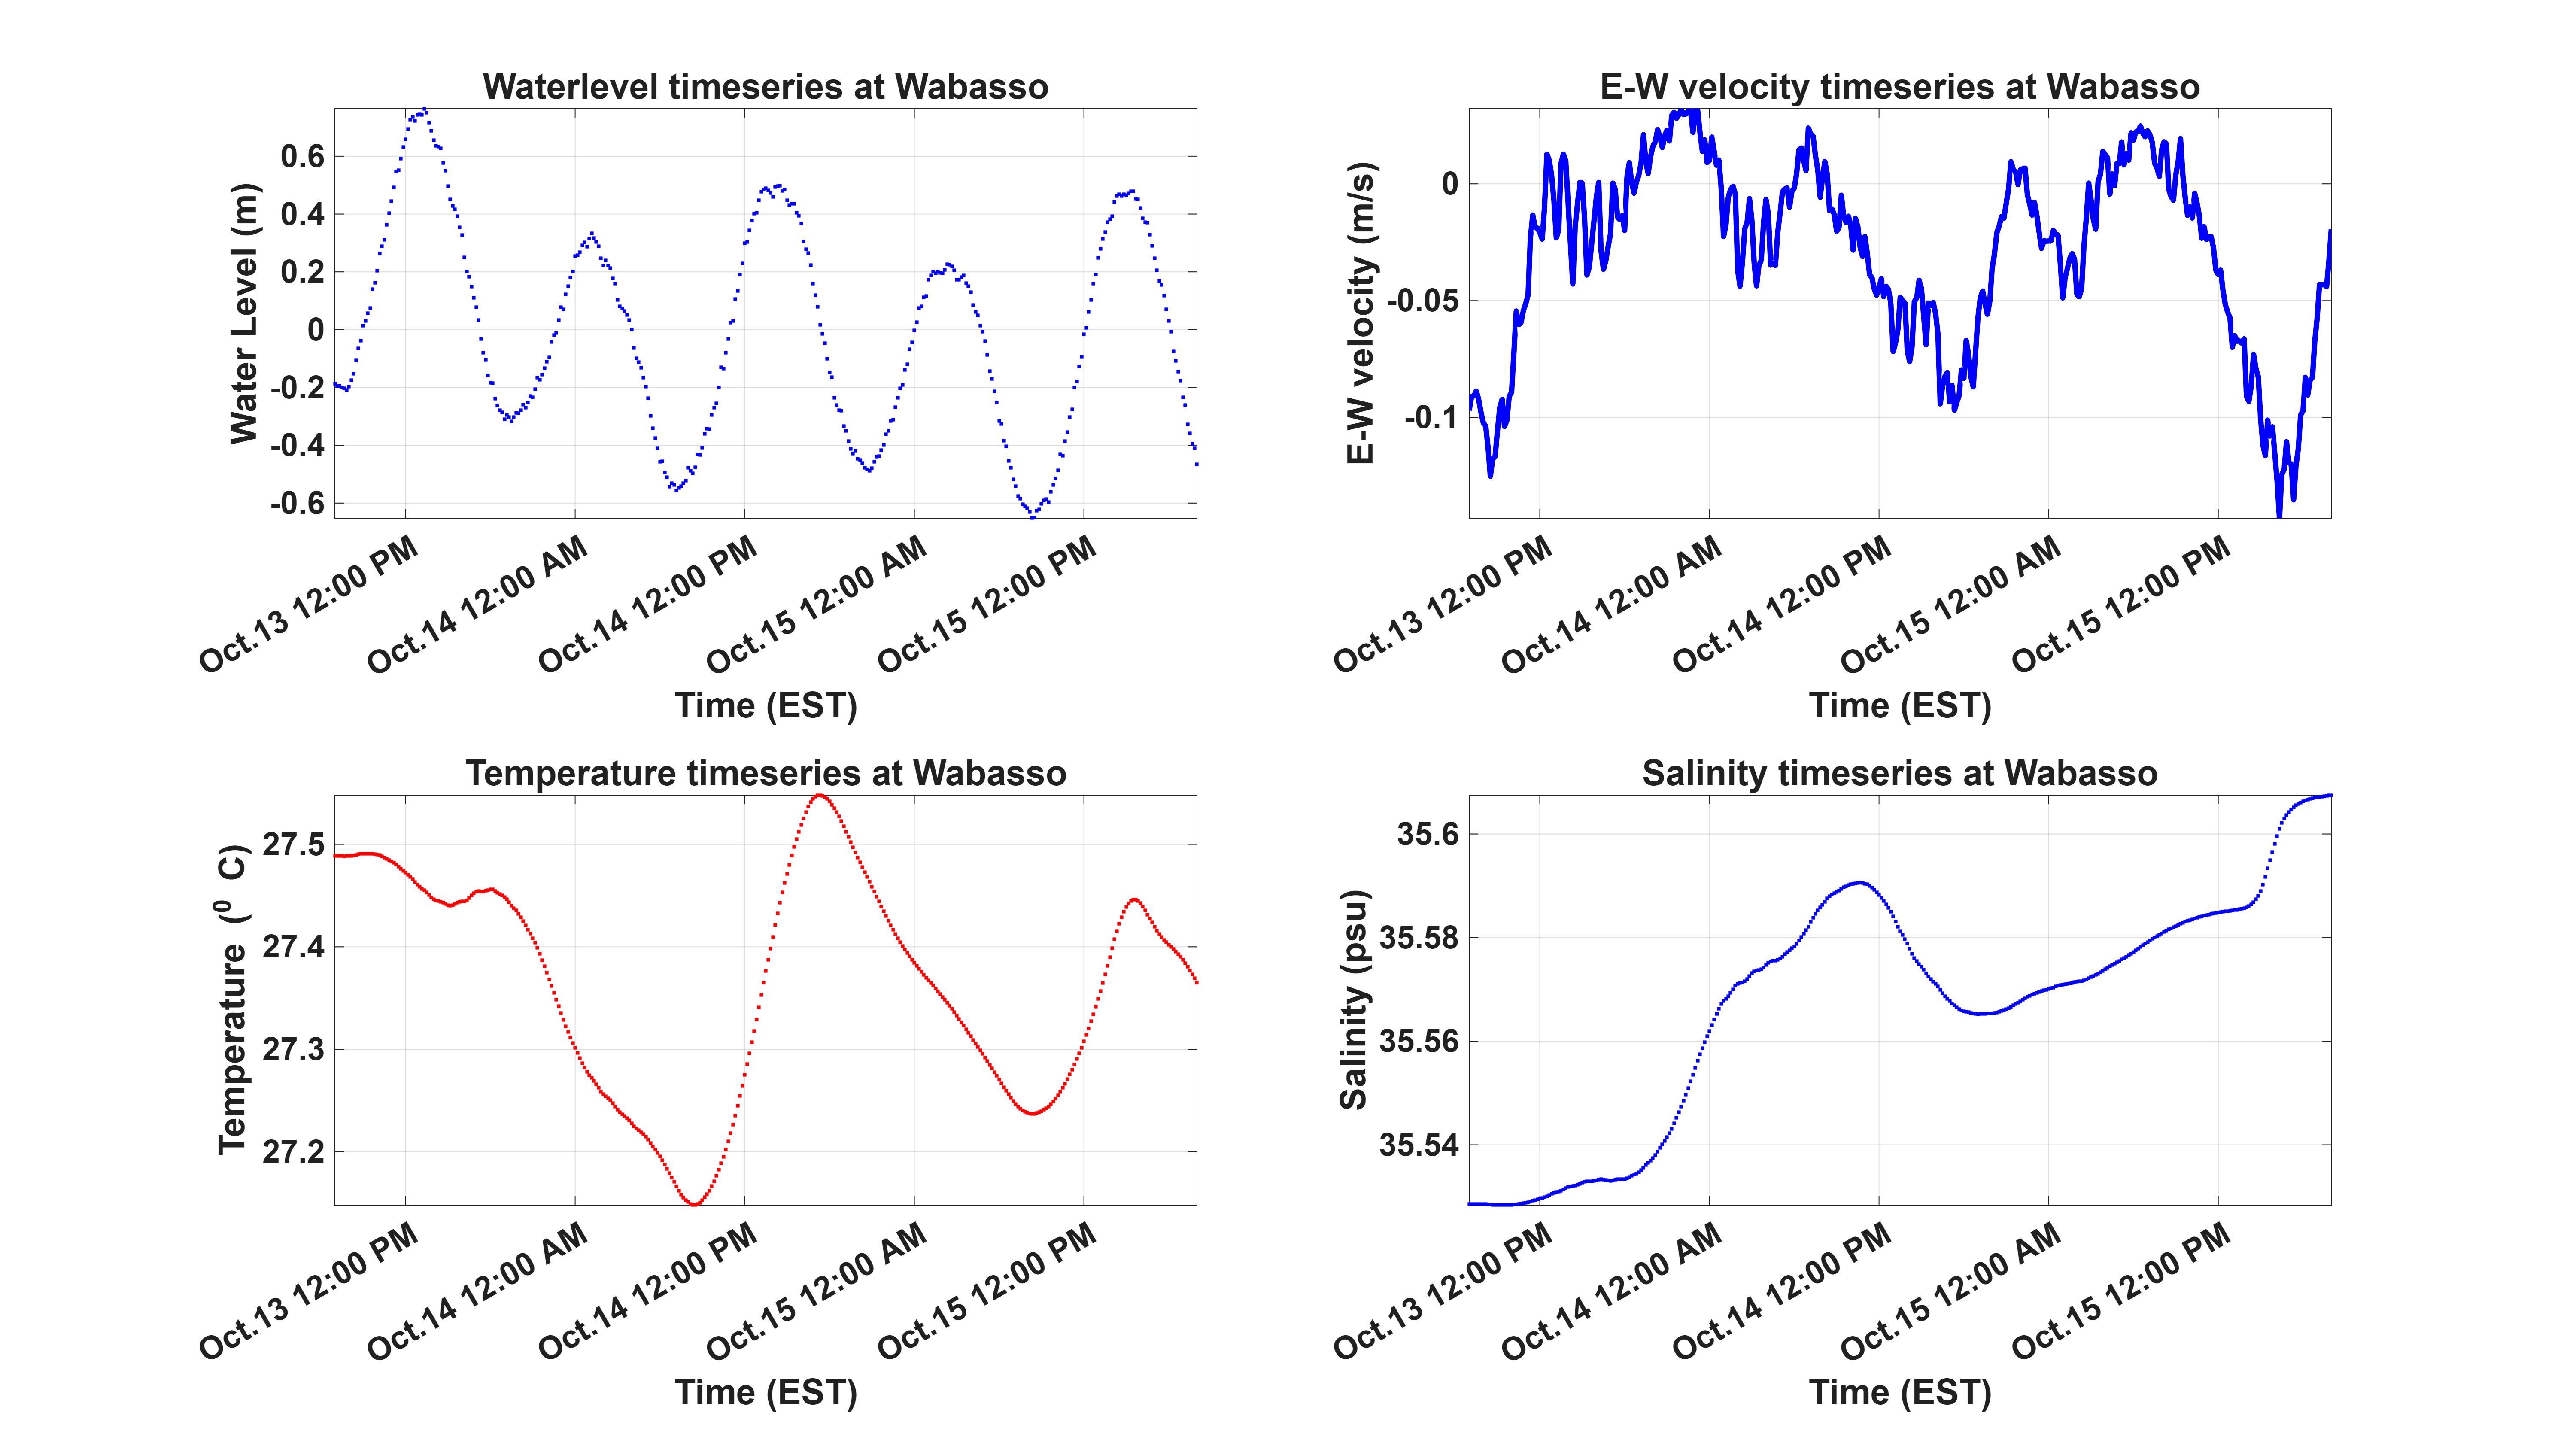 Waterlevel timeseries at Wabasso
Water Level (m)
0.6
0.4
0.2
0
-0.2
-0.4
-0.6
Oct.13 12:00 PM
Oct.14 12:00 AM
Oct.14 12:00 PM
Oct.15 12:00 AM
Oct.15 12:00 PM
Time (EST)
E-W velocity timeseries at Wabasso
E-W velocity (m/s)
0
-0.05
-0.1
Oct.13 12:00 PM
Oct.14 12:00 AM
Oct.14 12:00 PM
Oct.15 12:00 AM
Oct.15 12:00 PM
Time (EST)
Temperature timeseries at Wabasso
Temperature (⁰ C)
27.5
27.4
27.3
27.2
Oct.13 12:00 PM
Oct.14 12:00 AM
Oct.14 12:00 PM
Oct.15 12:00 AM
Oct.15 12:00 PM
Time (EST)
Salinity timeseries at Wabasso
Salinity (psu)
35.6
35.58
35.56
35.54
Oct.13 12:00 PM
Oct.14 12:00 AM
Oct.14 12:00 PM
Oct.15 12:00 AM
Oct.15 12:00 PM
Time (EST)